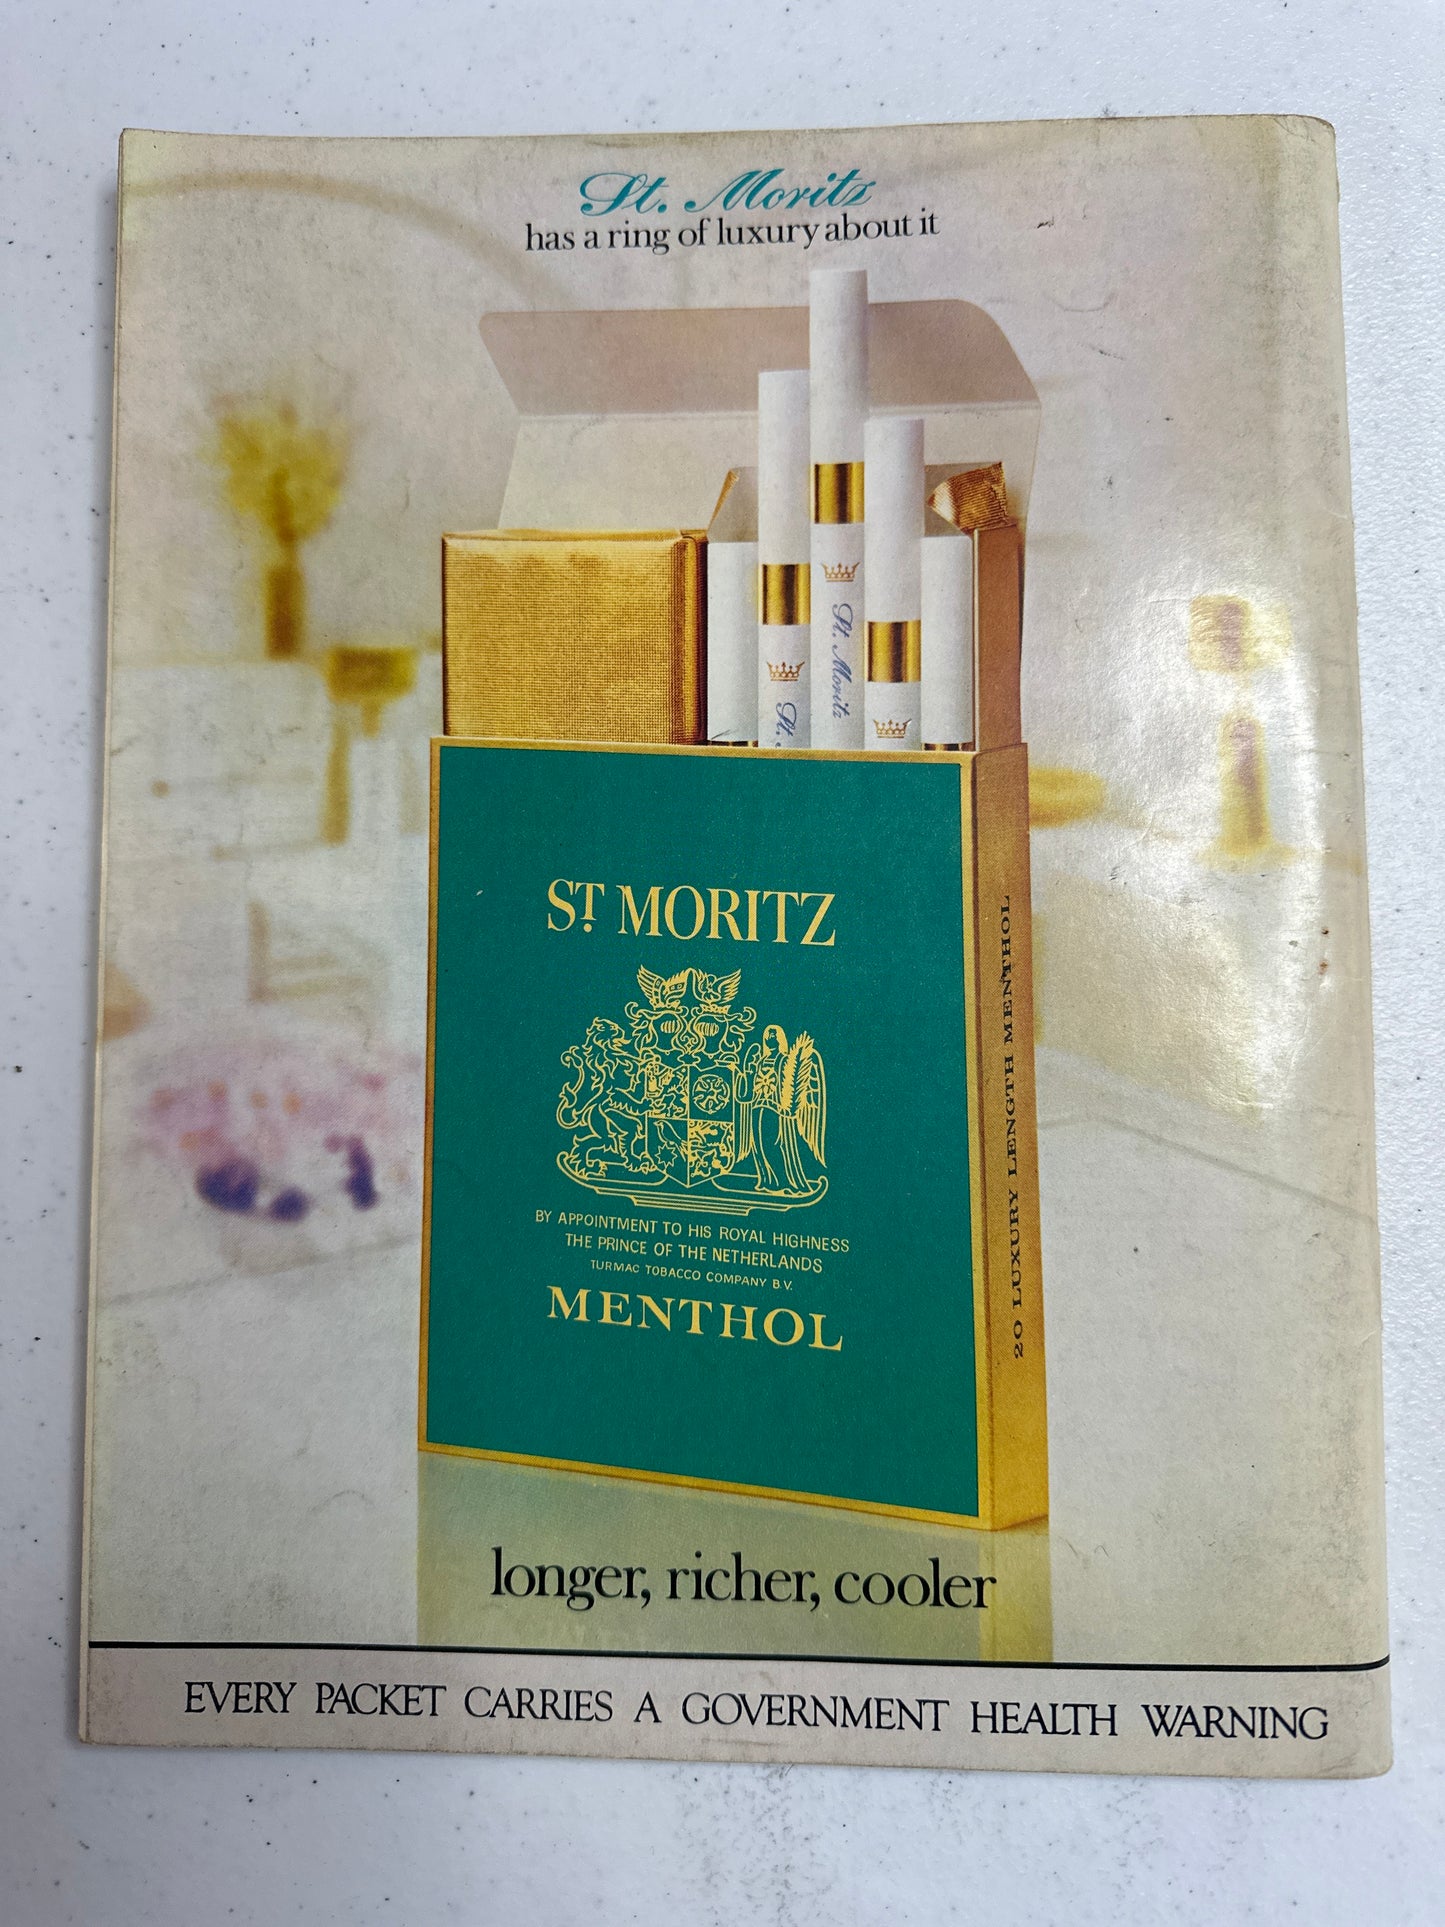 St. Moritz
has a ring of luxury about it
St. Moritz
St.
ST. MORITZ
BY APPOINTMENT TO HIS ROYAL HIGHNESS
THE PRINCE OF THE NETHERLANDS
TURMAC TOBACCO COMPANY B.V.
MENTHOL
20 LUXURY LENGTH MENTHOL
longer, richer, cooler
EVERY PACKET CARRIES A GOVERNMENT HEALTH WARNING